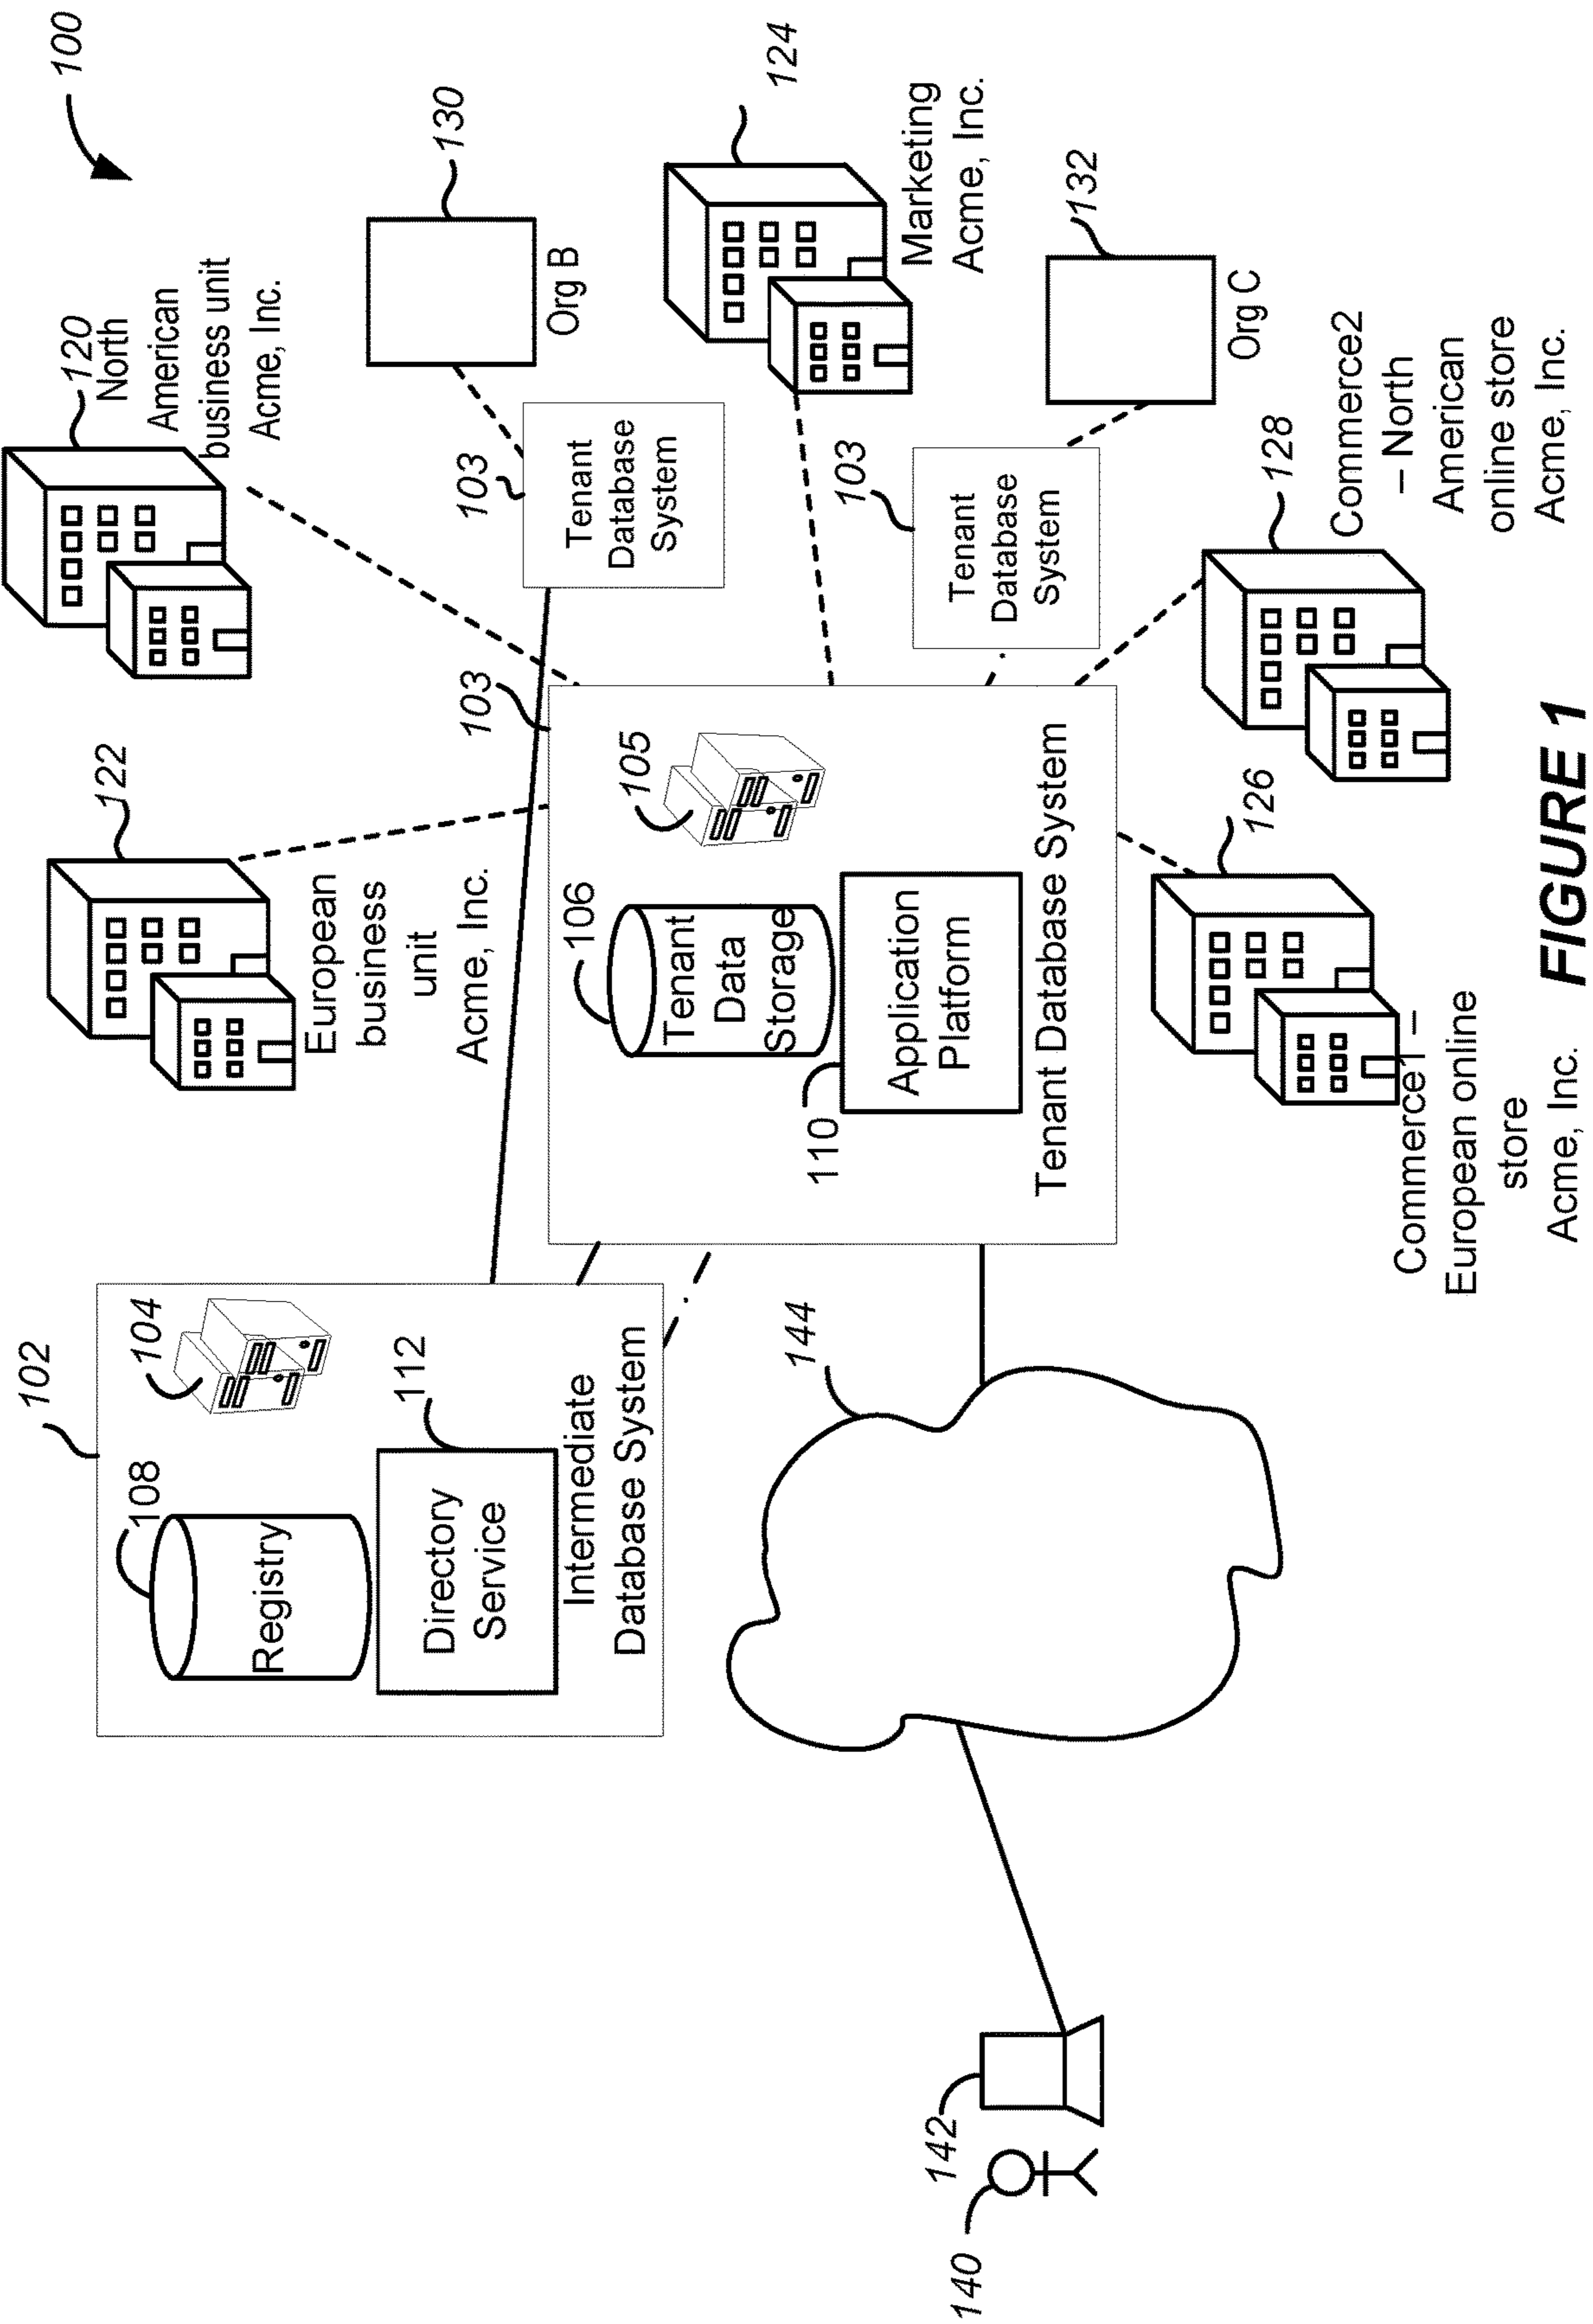 100
120
North
American
business unit
Acme, Inc.
122
European
business
unit
Acme, Inc.
130
Org B
102
108
Registry
104
112
Directory
Service
Intermediate
Database System
103
Tenant
Database
System
103
106
Tenant
Data
Storage
105
110
Application
Platform
Tenant Database System
124
Marketing
Acme, Inc.
103
Tenant
Database
System
132
Org C
144
140
142
126
Commerce1 –
European online
store
Acme, Inc.
128
Commerce2
– North
American
online store
Acme, Inc.
FIGURE 1